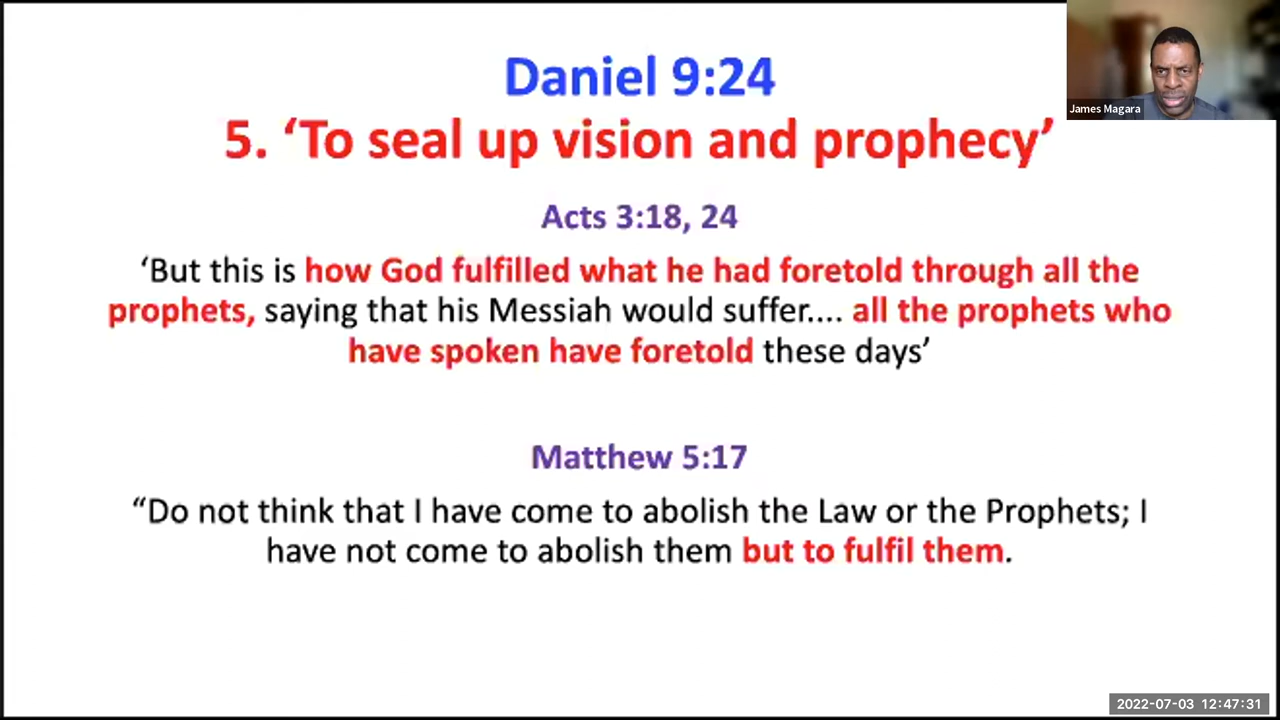 Daniel 9:24
5. ‘To seal up vision and prophecy’
James Magara
Acts 3:18, 24
‘But this is how God fulfilled what he had foretold through all the
prophets, saying that his Messiah would suffer.... all the prophets who
have spoken have foretold these days’
Matthew 5:17
“Do not think that I have come to abolish the Law or the Prophets; I
have not come to abolish them but to fulfil them.
2022-07-03 12:47:31